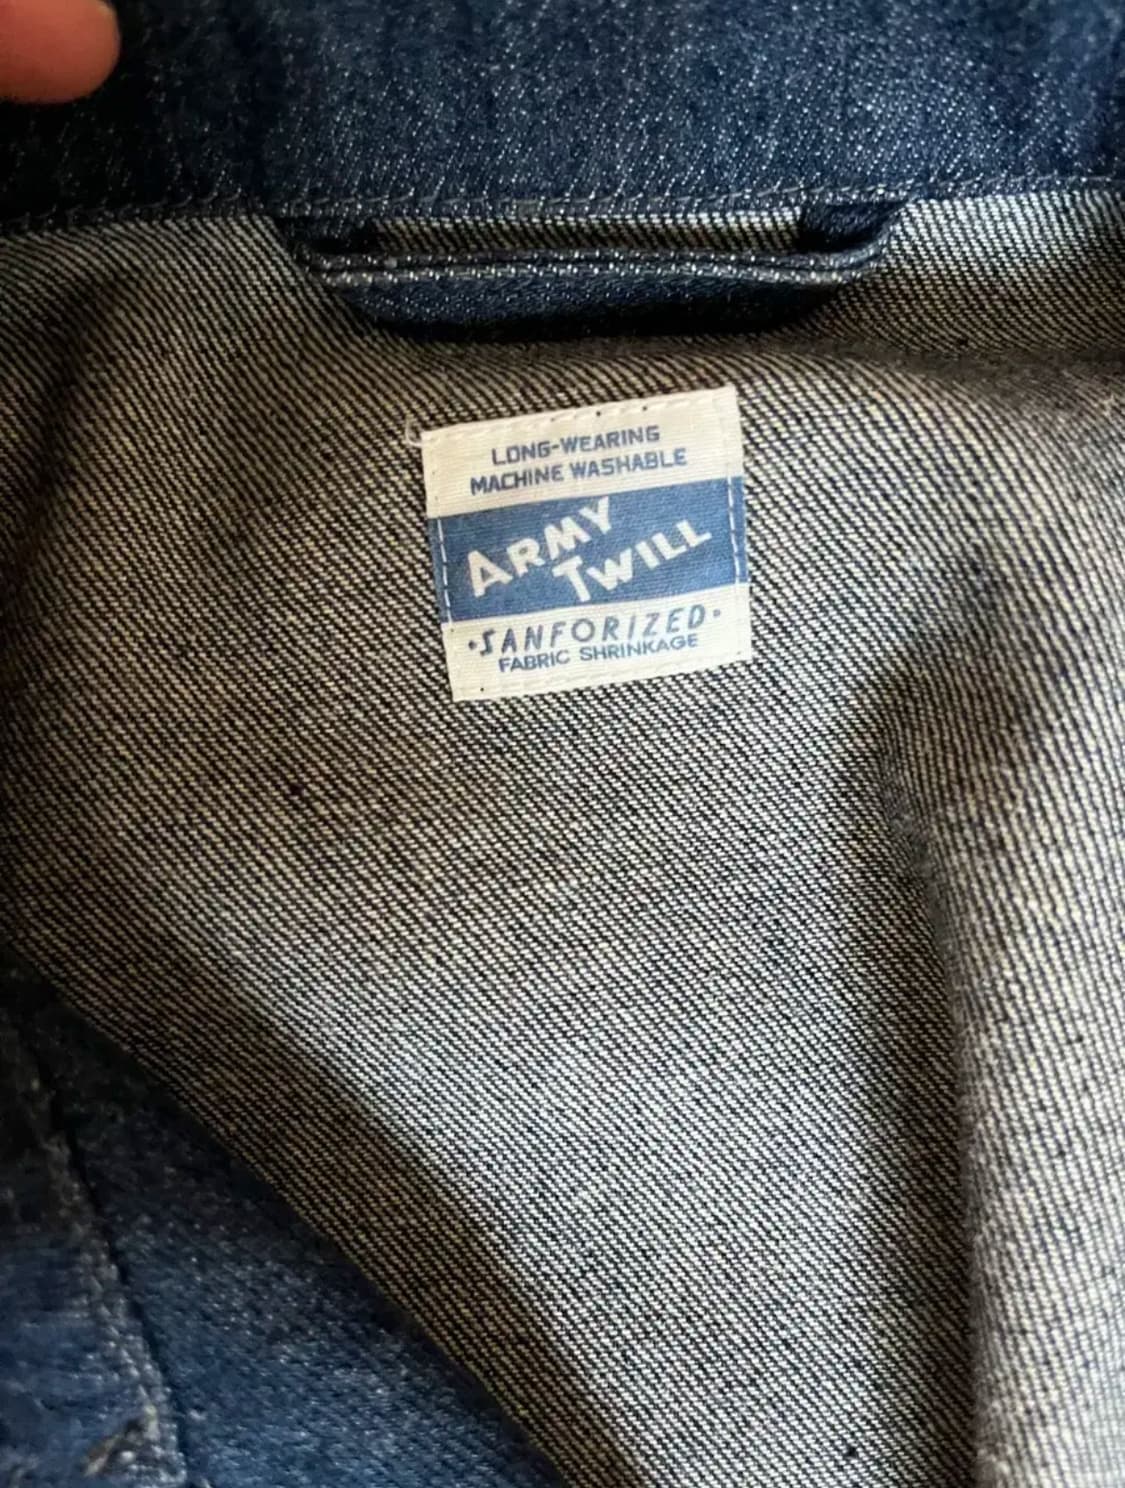 LONG-WEARING
MACHINE WASHABLE
ARMY
TWILL
·SANFORIZED·
FABRIC SHRINKAGE